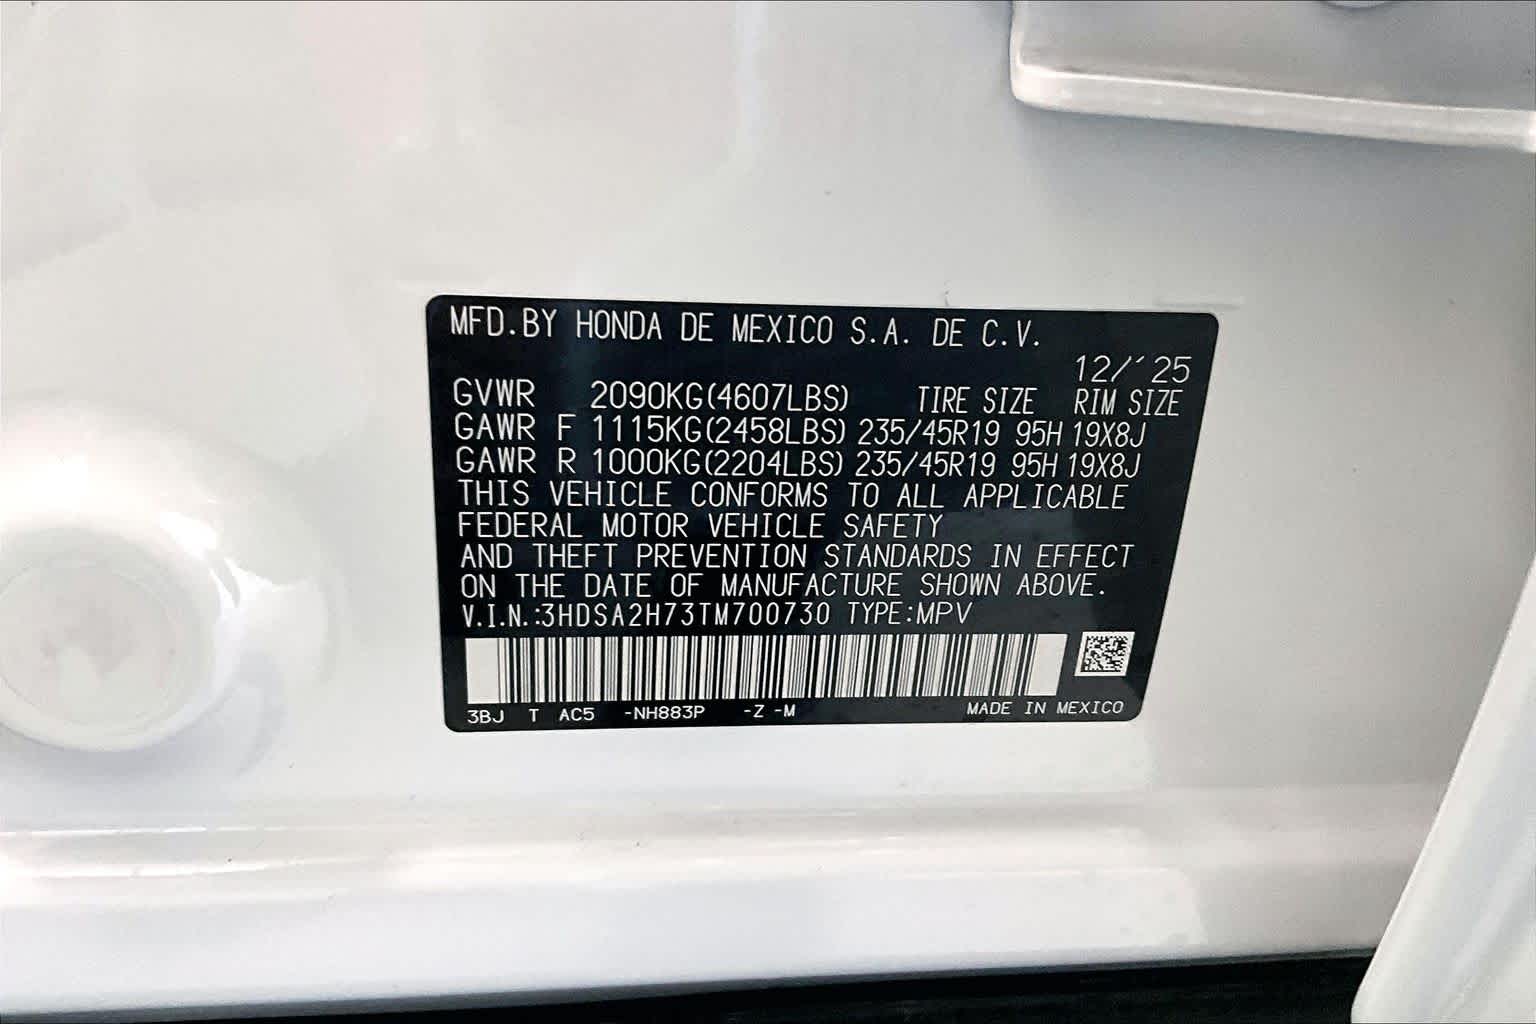 MFD.BY HONDA DE MEXICO S.A. DE C.V.
12/´25
GVWR 2090KG(4607LBS) TIRE SIZE RIM SIZE
GAWR F 1115KG(2458LBS) 235/45R19 95H 19X8J
GAWR R 1000KG(2204LBS) 235/45R19 95H 19X8J
THIS VEHICLE CONFORMS TO ALL APPLICABLE
FEDERAL MOTOR VEHICLE SAFETY
AND THEFT PREVENTION STANDARDS IN EFFECT
ON THE DATE OF MANUFACTURE SHOWN ABOVE.
V.I.N.:3HDSA2H73TM700730 TYPE:MPV
3BJ T AC5 -NH883P -Z -M MADE IN MEXICO